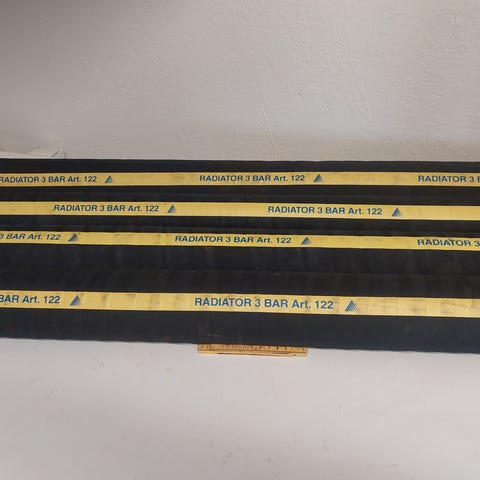 RADIATOR 3 BAR Art. 122 RADIATOR 3 BAR Art. 122 RADIATOR 3 B
RADIATOR 3 BAR Art. 122 RADIATOR 3 BAR Art. 122
3 BAR Art. 122 RADIATOR 3 BAR Art. 122 RADIATOR 3
BAR Art. 122 RADIATOR 3 BAR Art. 122